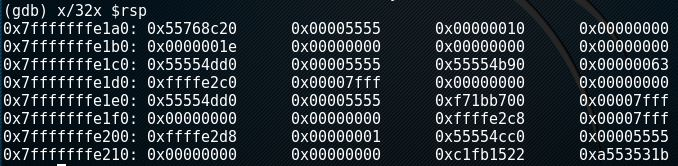 (gdb) x/32x $rsp
0x7fffffffe1a0: 0x55768c20 0x00005555 0x00000010 0x00000000
0x7fffffffe1b0: 0x0000001e 0x00000000 0x00000000 0x00000000
0x7fffffffe1c0: 0x55554dd0 0x00005555 0x55554b90 0x00000063
0x7fffffffe1d0: 0xffffe2c0 0x00007fff 0x00000000 0x00000000
0x7fffffffe1e0: 0x55554dd0 0x00005555 0xf71bb700 0x00007fff
0x7fffffffe1f0: 0x00000000 0x00000000 0xffffe2c8 0x00007fff
0x7fffffffe200: 0xffffe2d8 0x00000001 0x55554cc0 0x00005555
0x7fffffffe210: 0x00000000 0x00000000 0xc1fb1522 0xa553531b